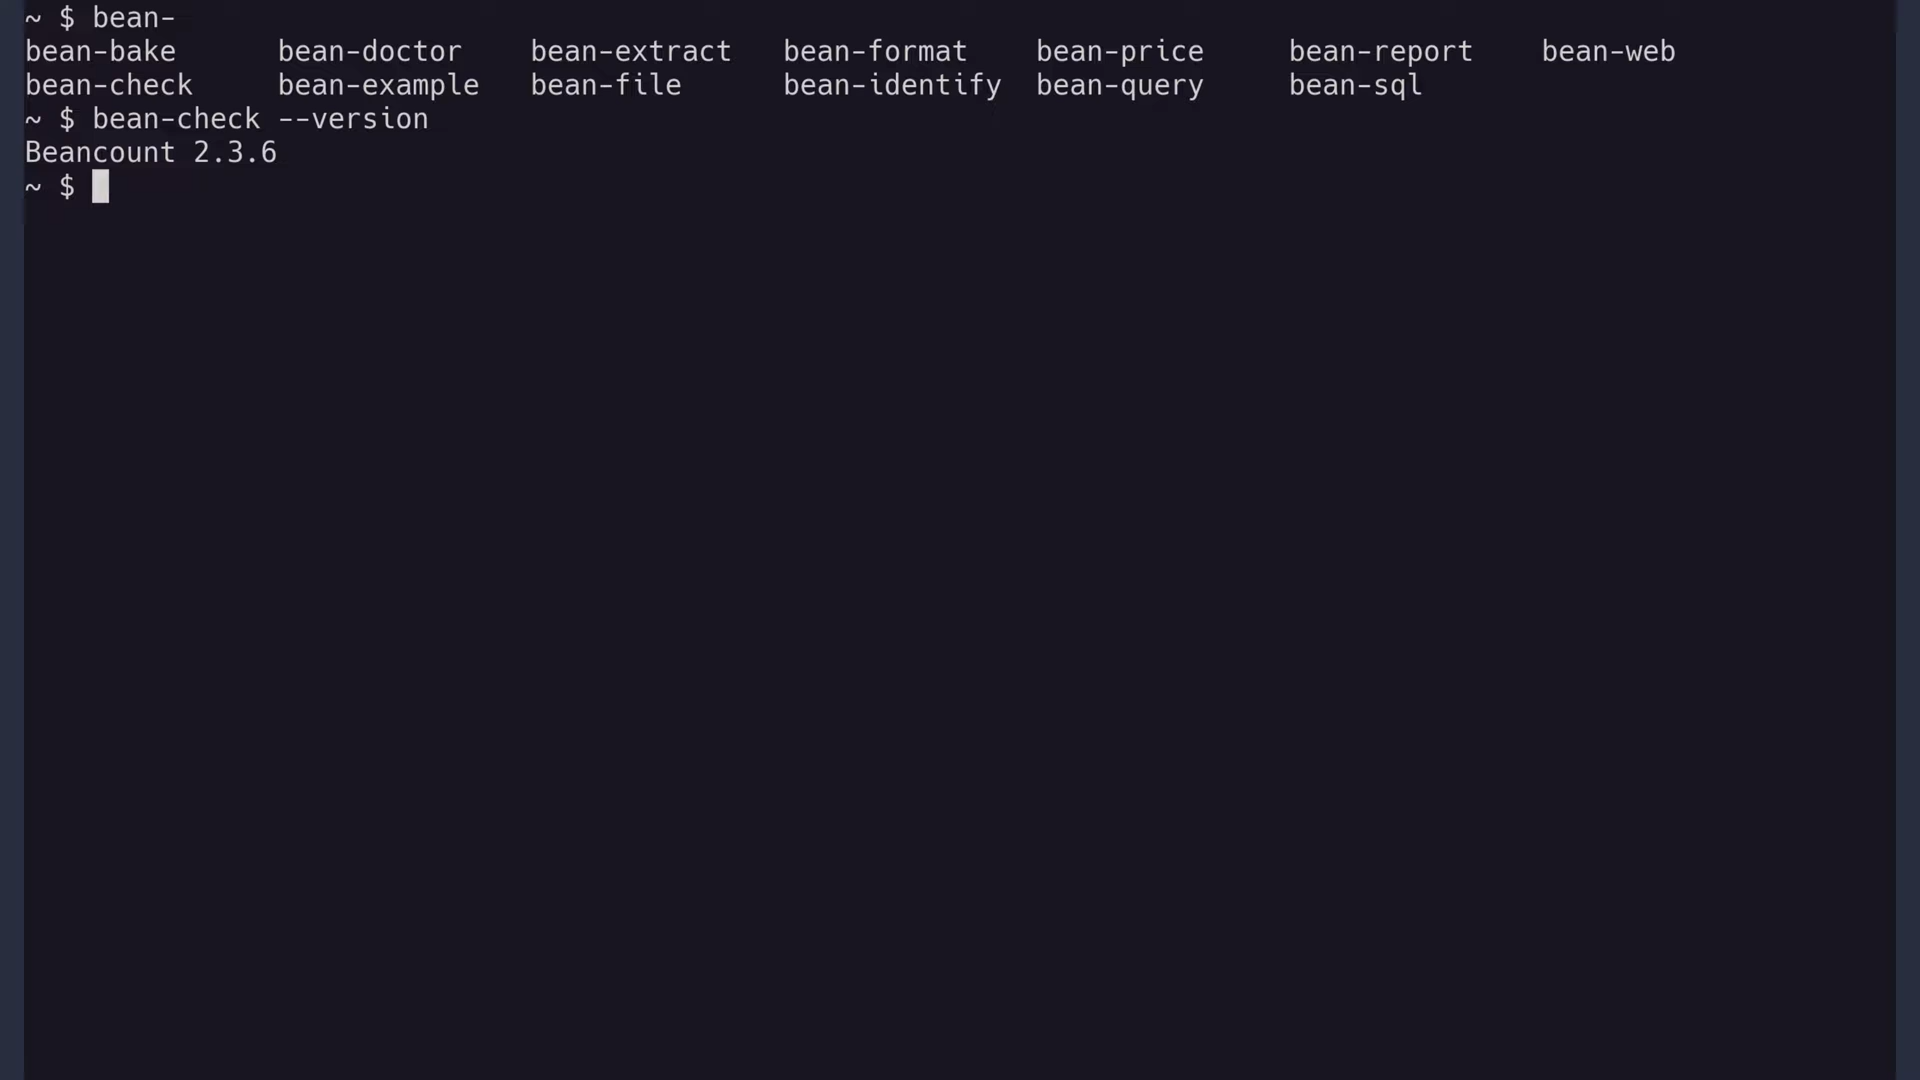 ~ $ bean-
bean-bake      bean-doctor    bean-extract   bean-format    bean-price     bean-report    bean-web
bean-check     bean-example   bean-file      bean-identify  bean-query     bean-sql
~ $ bean-check --version
Beancount 2.3.6
~ $